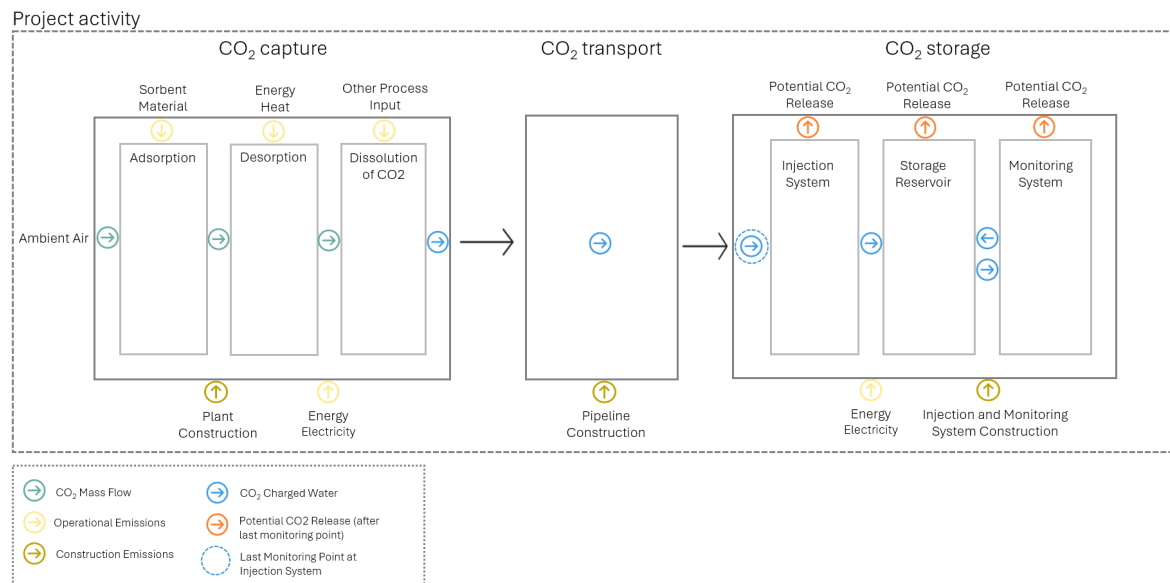 Project activity
CO₂ capture
CO₂ transport
CO₂ storage
Sorbent
Material
Energy
Heat
Other Process
Input
Potential CO₂
Release
Potential CO₂
Release
Potential CO₂
Release
Adsorption
Desorption
Dissolution
of CO2
Injection
System
Storage
Reservoir
Monitoring
System
Ambient Air
Plant
Construction
Energy
Electricity
Pipeline
Construction
Energy
Electricity
Injection and Monitoring
System Construction
CO₂ Mass Flow
Operational Emissions
Construction Emissions
CO₂ Charged Water
Potential CO2 Release (after
last monitoring point)
Last Monitoring Point at
Injection System